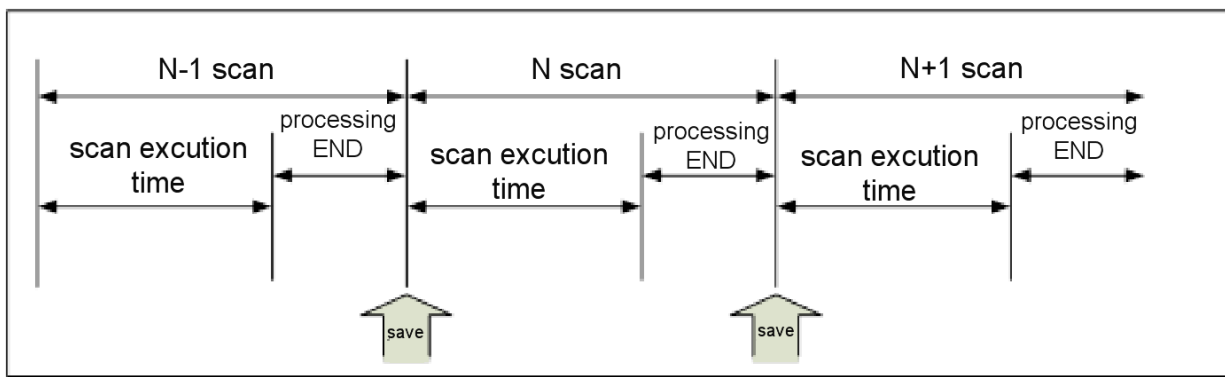 N-1 scan
N scan
N+1 scan
scan excution
time
processing
END
scan excution
time
processing
END
scan excution
time
processing
END
save
save